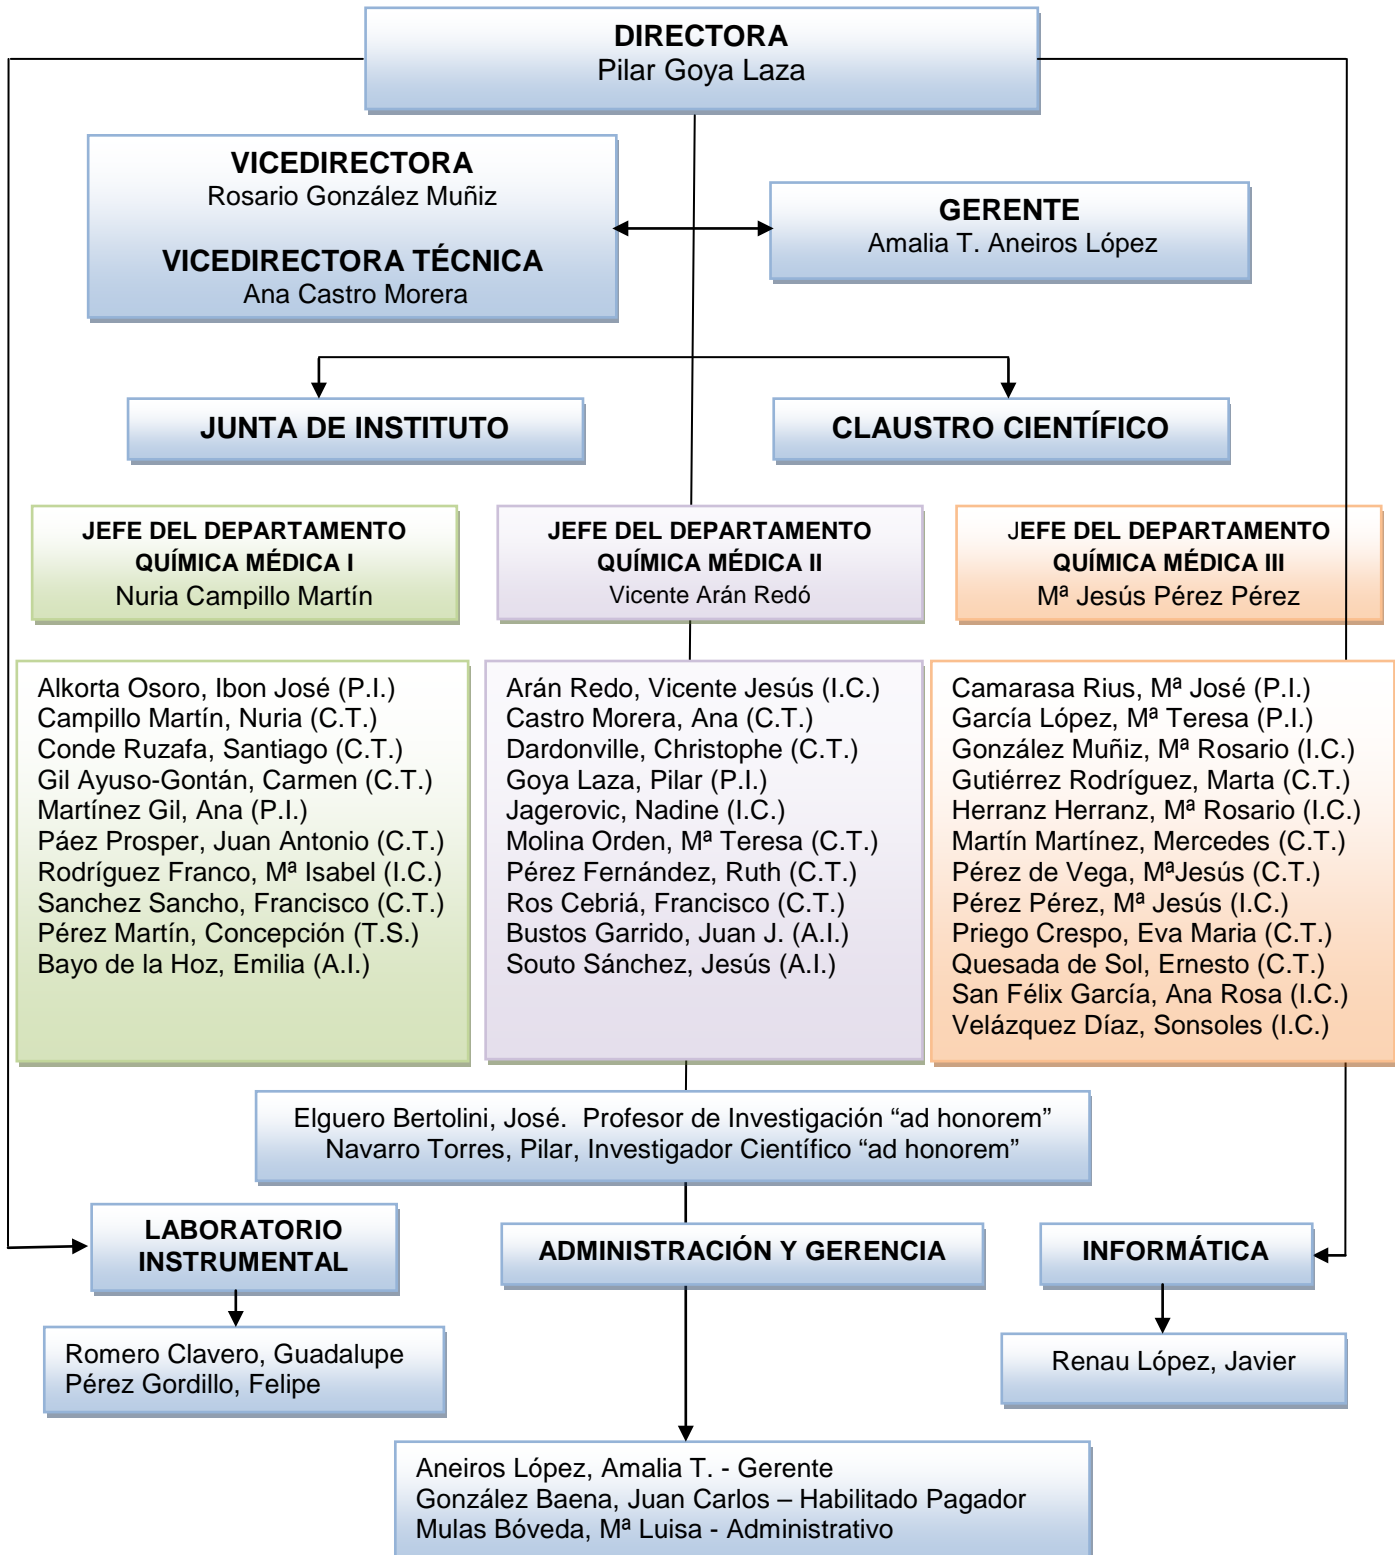 DIRECTORA
Pilar Goya Laza
VICEDIRECTORA
Rosario González Muñiz
VICEDIRECTORA TÉCNICA
Ana Castro Morera
GERENTE
Amalia T. Aneiros López
JUNTA DE INSTITUTO
CLAUSTRO CIENTÍFICO
JEFE DEL DEPARTAMENTO
QUÍMICA MÉDICA I
Nuria Campillo Martín
JEFE DEL DEPARTAMENTO
QUÍMICA MÉDICA II
Vicente Arán Redó
JEFE DEL DEPARTAMENTO
QUÍMICA MÉDICA III
Mª Jesús Pérez Pérez
Alkorta Osoro, Ibon José (P.I.)
Campillo Martín, Nuria (C.T.)
Conde Ruzafa, Santiago (C.T.)
Gil Ayuso-Gontán, Carmen (C.T.)
Martínez Gil, Ana (P.I.)
Páez Prosper, Juan Antonio (C.T.)
Rodríguez Franco, Mª Isabel (I.C.)
Sanchez Sancho, Francisco (C.T.)
Pérez Martín, Concepción (T.S.)
Bayo de la Hoz, Emilia (A.I.)
Arán Redo, Vicente Jesús (I.C.)
Castro Morera, Ana (C.T.)
Dardonville, Christophe (C.T.)
Goya Laza, Pilar (P.I.)
Jagerovic, Nadine (I.C.)
Molina Orden, Mª Teresa (C.T.)
Pérez Fernández, Ruth (C.T.)
Ros Cebriá, Francisco (C.T.)
Bustos Garrido, Juan J. (A.I.)
Souto Sánchez, Jesús (A.I.)
Camarasa Rius, Mª José (P.I.)
García López, Mª Teresa (P.I.)
González Muñiz, Mª Rosario (I.C.)
Gutiérrez Rodríguez, Marta (C.T.)
Herranz Herranz, Mª Rosario (I.C.)
Martín Martínez, Mercedes (C.T.)
Pérez de Vega, MªJesús (C.T.)
Pérez Pérez, Mª Jesús (I.C.)
Priego Crespo, Eva Maria (C.T.)
Quesada de Sol, Ernesto (C.T.)
San Félix García, Ana Rosa (I.C.)
Velázquez Díaz, Sonsoles (I.C.)
Elguero Bertolini, José. Profesor de Investigación “ad honorem”
Navarro Torres, Pilar, Investigador Científico “ad honorem”
LABORATORIO
INSTRUMENTAL
ADMINISTRACIÓN Y GERENCIA
INFORMÁTICA
Romero Clavero, Guadalupe
Pérez Gordillo, Felipe
Renau López, Javier
Aneiros López, Amalia T. - Gerente
González Baena, Juan Carlos – Habilitado Pagador
Mulas Bóveda, Mª Luisa - Administrativo